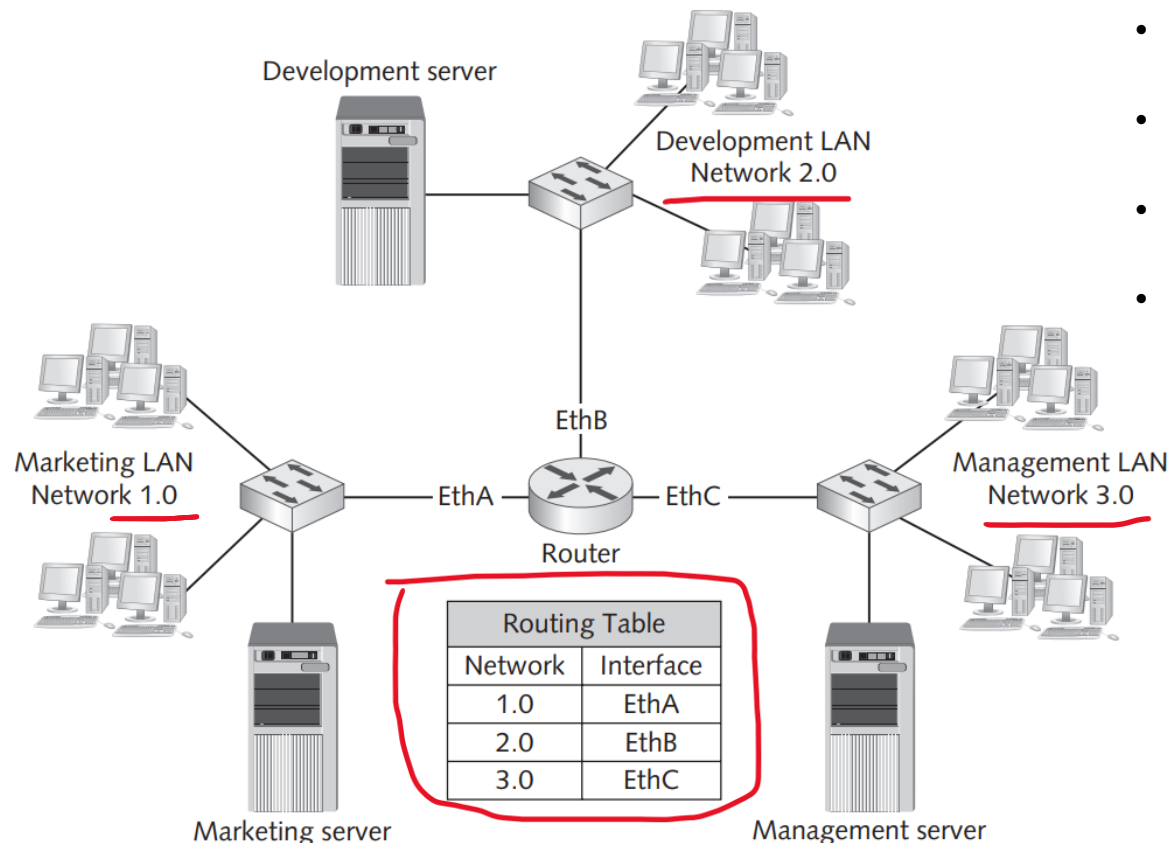 Development server
Development LAN
Network 2.0
EthB
Marketing LAN
Network 1.0
EthA
EthC
Management LAN
Network 3.0
Router
Routing Table
Network Interface
1.0 EthA
2.0 EthB
3.0 EthC
Marketing server
Management server